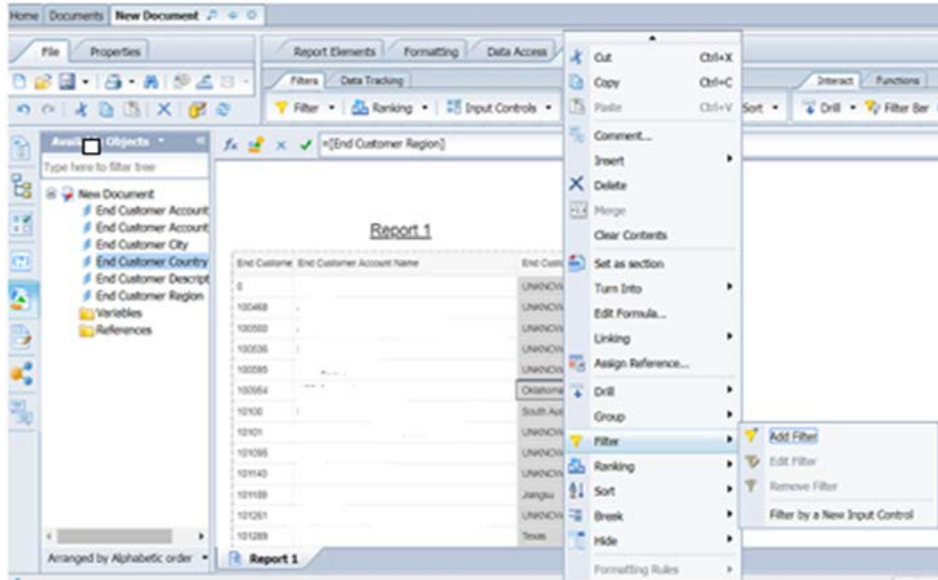 Home Documents New Document
File Properties
Report Elements Formatting Data Access
Filters Data Tracking
Interact Functions
Filter Ranking Input Controls
Sort Drill Filter Bar
Available Objects
=[End Customer Region]
Type here to filter tree
New Document
End Customer Account
End Customer Account
End Customer City
End Customer Country
End Customer Descript
End Customer Region
Variables
References
Arranged by Alphabetic order
Report 1
End Custome End Customer Account Name End Cust
0 UNKNOW
100468 UNKNOW
100500 UNKNOW
UNKNOW
100595 UNKNOW
100954 Oklahoma
10100 South Aus
10101 UNKNOW
101095 UNKNOW
101143 UNKNOW
101189 Jiangsu
101261 UNKNOW
101289 Texas
Report 1
Cut Ctrl+X
Copy Ctrl+C
Paste Ctrl+V
Comment...
Insert
Delete
Merge
Clear Contents
Set as section
Turn Into
Edit Formula...
Linking
Assign Reference...
Drill
Group
Filter
Ranking
Sort
Break
Hide
Formatting Rules
Add Filter
Edit Filter
Remove Filter
Filter by a New Input Control